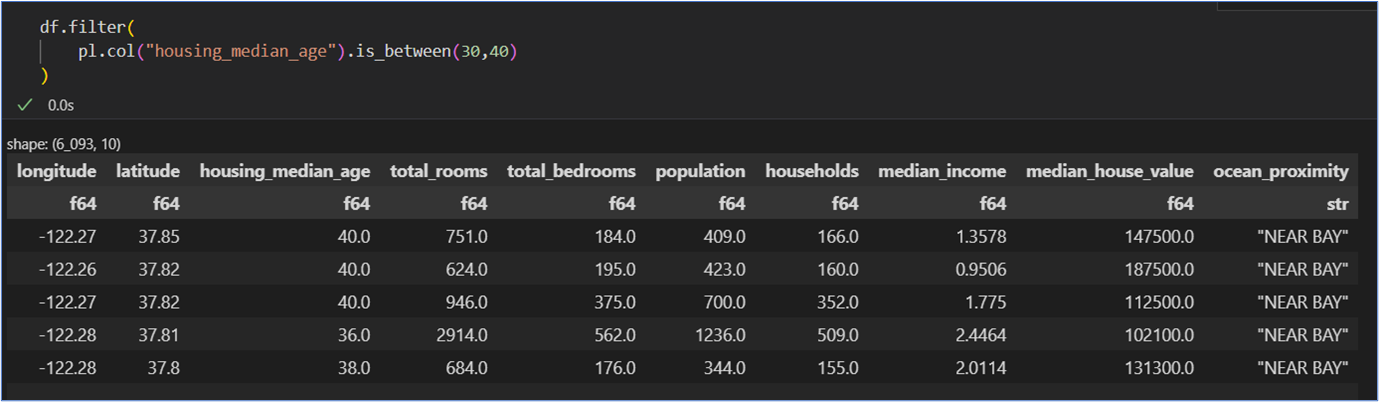 df.filter(
pl.col("housing_median_age").is_between(30,40)
)
0.0s
shape: (6_093, 10)
longitude latitude housing_median_age total_rooms total_bedrooms population households median_income median_house_value ocean_proximity
f64 f64 f64 f64 f64 f64 f64 f64 f64 str
-122.27 37.85 40.0 751.0 184.0 409.0 166.0 1.3578 147500.0 "NEAR BAY"
-122.26 37.82 40.0 624.0 195.0 423.0 160.0 0.9506 187500.0 "NEAR BAY"
-122.27 37.82 40.0 946.0 375.0 700.0 352.0 1.775 112500.0 "NEAR BAY"
-122.28 37.81 36.0 2914.0 562.0 1236.0 509.0 2.4464 102100.0 "NEAR BAY"
-122.28 37.8 38.0 684.0 176.0 344.0 155.0 2.0114 131300.0 "NEAR BAY"